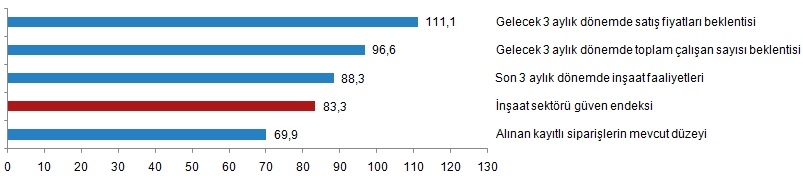 111,1 Gelecek 3 aylık dönemde satış fiyatları beklentisi
96,6 Gelecek 3 aylık dönemde toplam çalışan sayısı beklentisi
88,3 Son 3 aylık dönemde inşaat faaliyetleri
83,3 İnşaat sektörü güven endeksi
69,9 Alınan kayıtlı siparişlerin mevcut düzeyi
0 10 20 30 40 50 60 70 80 90 100 110 120 130